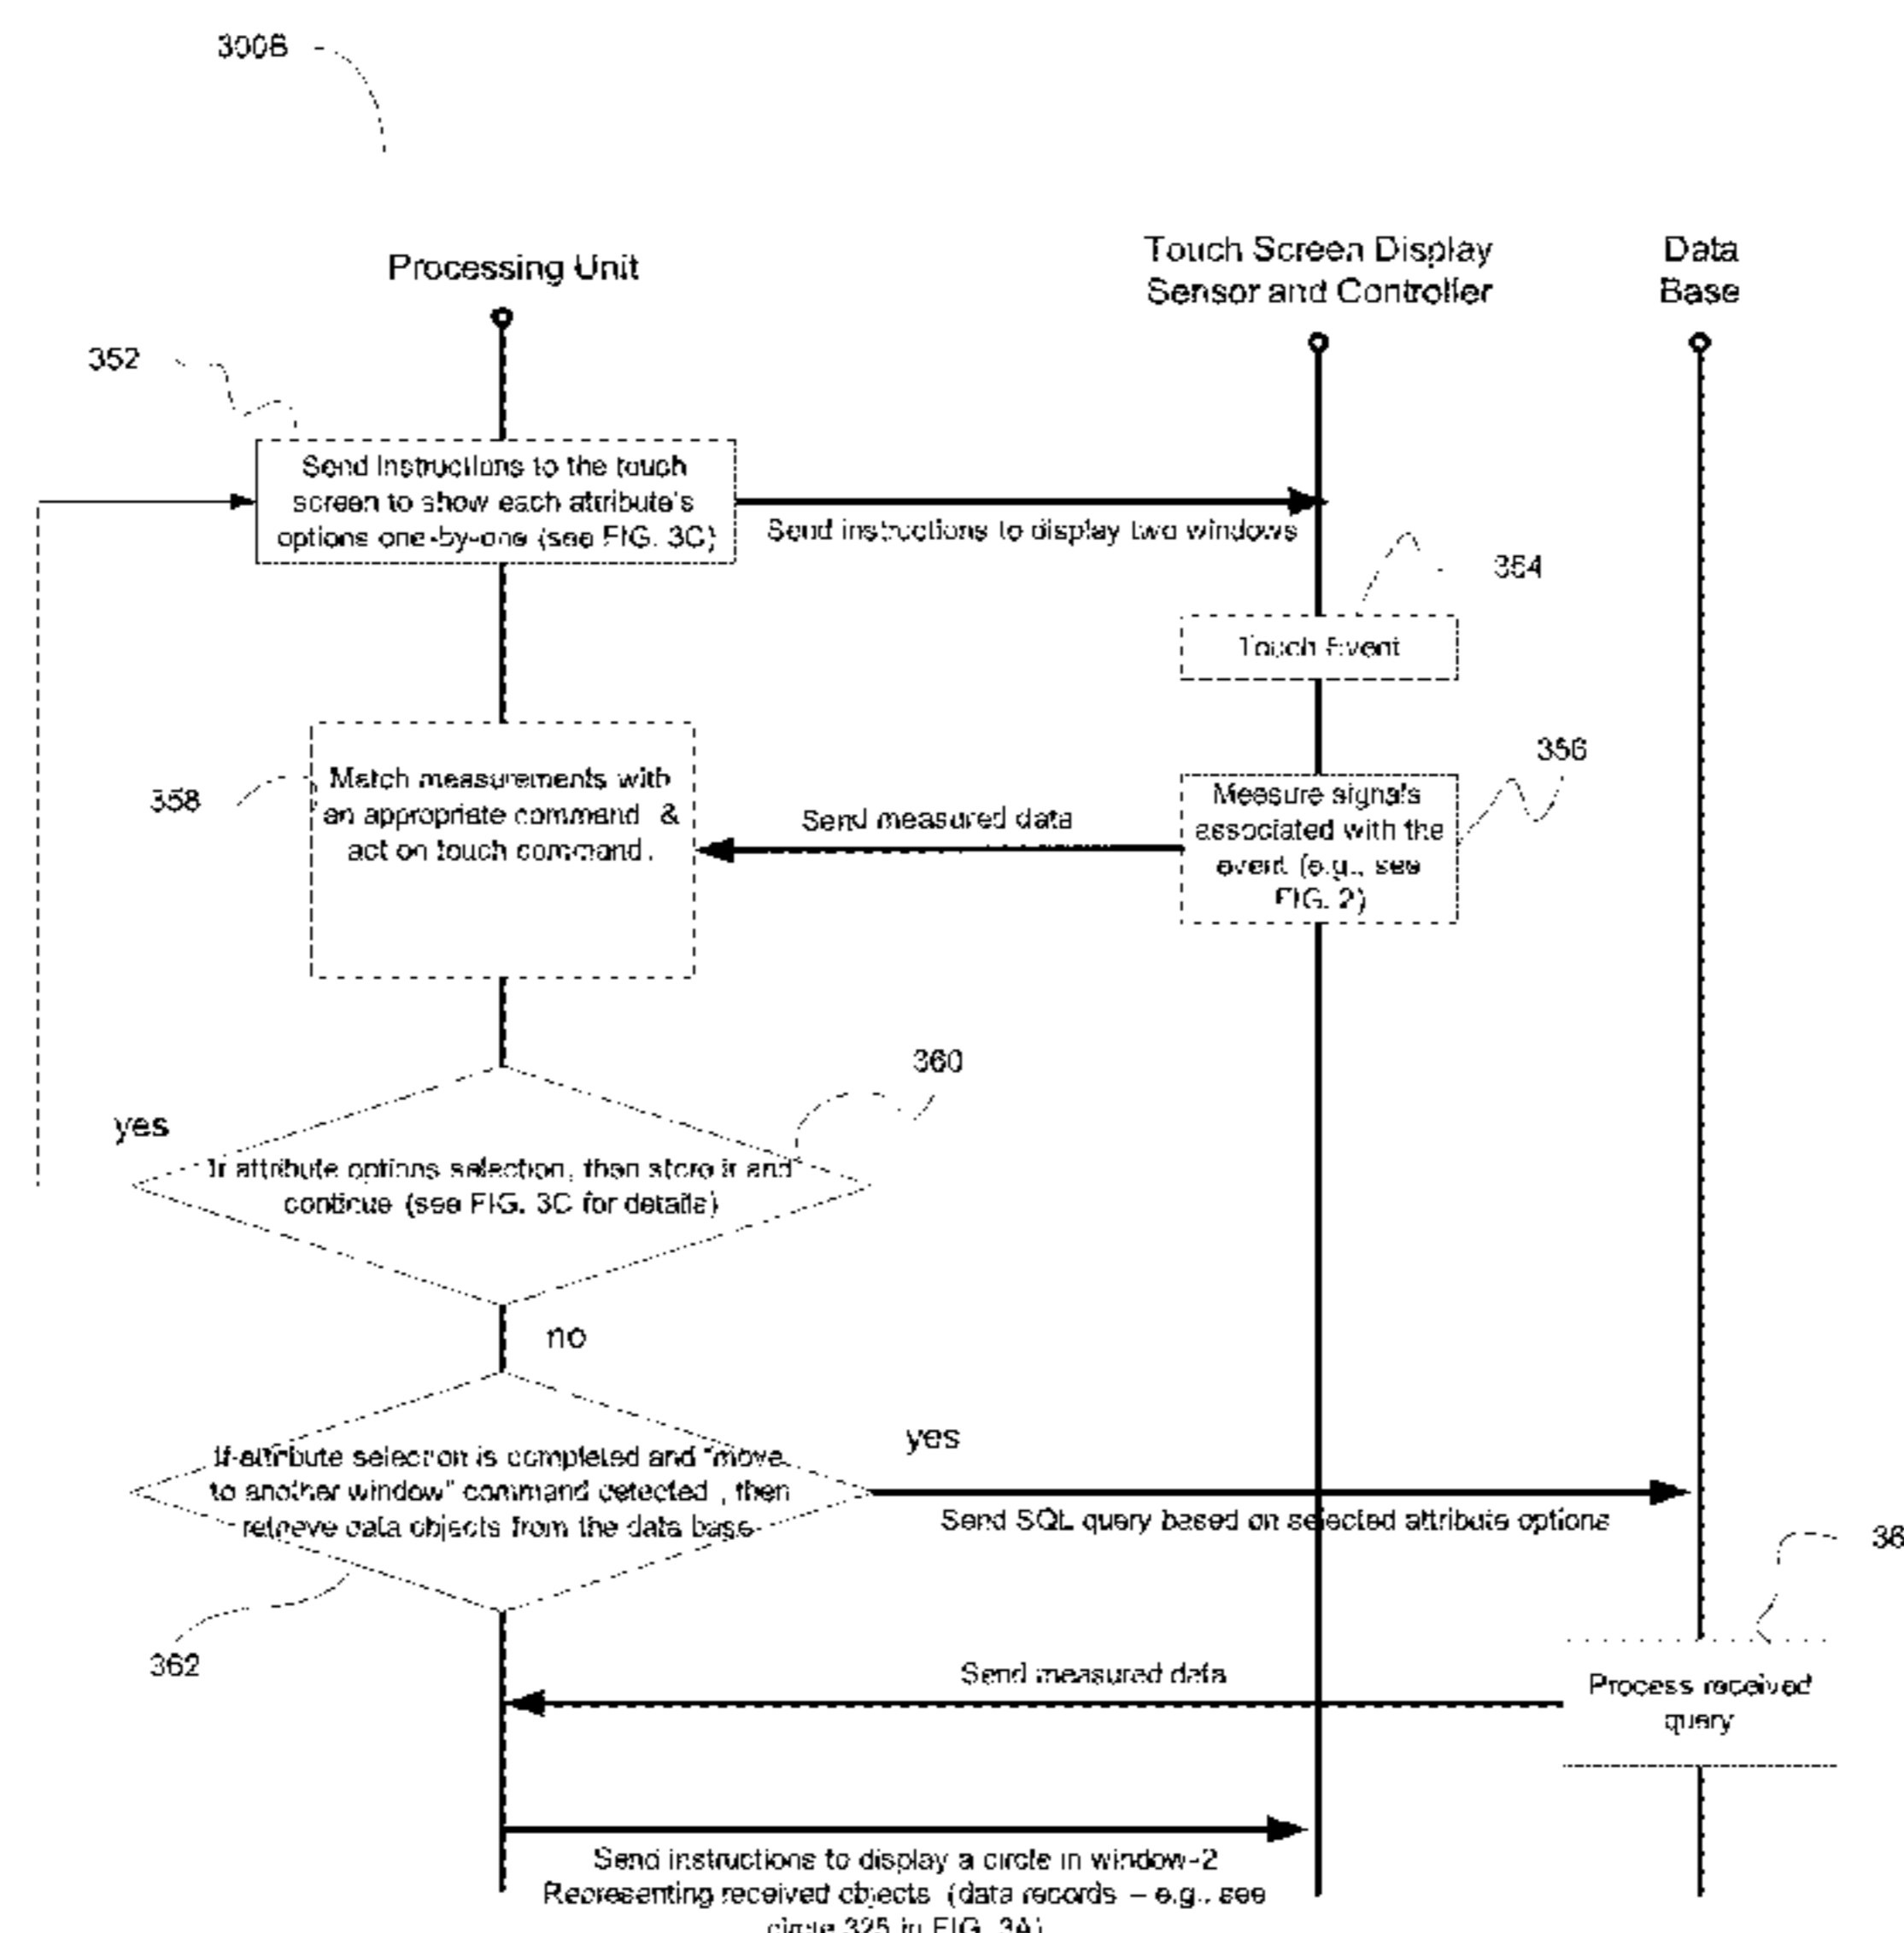 300B
Processing Unit
Touch Screen Display
Sensor and Controller
Data
Base
352
Send instructions to the touch
screen to show each attribute's
options one-by-one (see FIG. 3C)
Send instructions to display two windows
354
Touch Event
358
Match measurements with
an appropriate command &
act on touch command.
Send measured data
356
Measure signals
associated with the
event (e.g., see
FIG. 2)
360
yes
If attribute options selection, then store it and
continue (see FIG. 3C for details)
no
If attribute selection is completed and "move
to another window" command detected , then
retrieve data objects from the data base
yes
Send SQL query based on selected attribute options
36
362
Send measured data
Process received
query
Send instructions to display a circle in window-2
Representing received objects (data records – e.g., see
circle 325 in FIG. 3A)